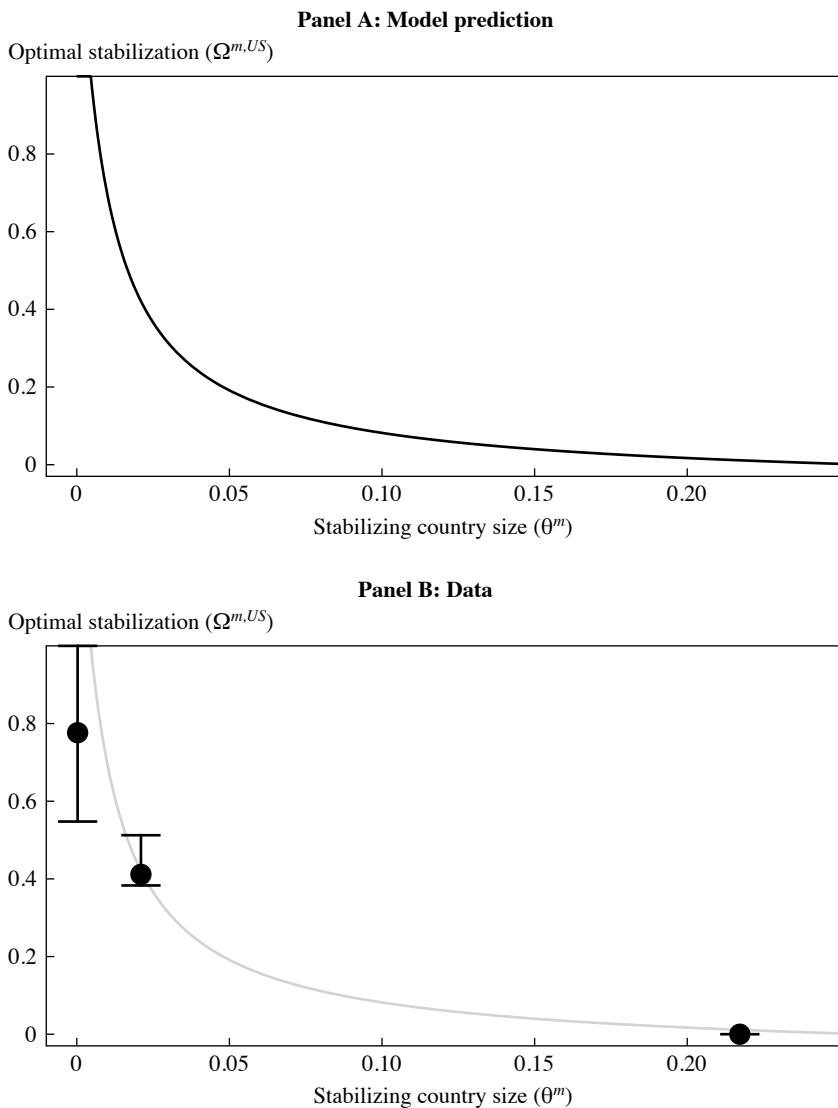 Panel A: Model prediction
Optimal stabilization (Ω^m,US)
0.8
0.6
0.4
0.2
0
0 0.05 0.10 0.15 0.20
Stabilizing country size (θ^m)
Panel B: Data
Optimal stabilization (Ω^m,US)
0.8
0.6
0.4
0.2
0
0 0.05 0.10 0.15 0.20
Stabilizing country size (θ^m)